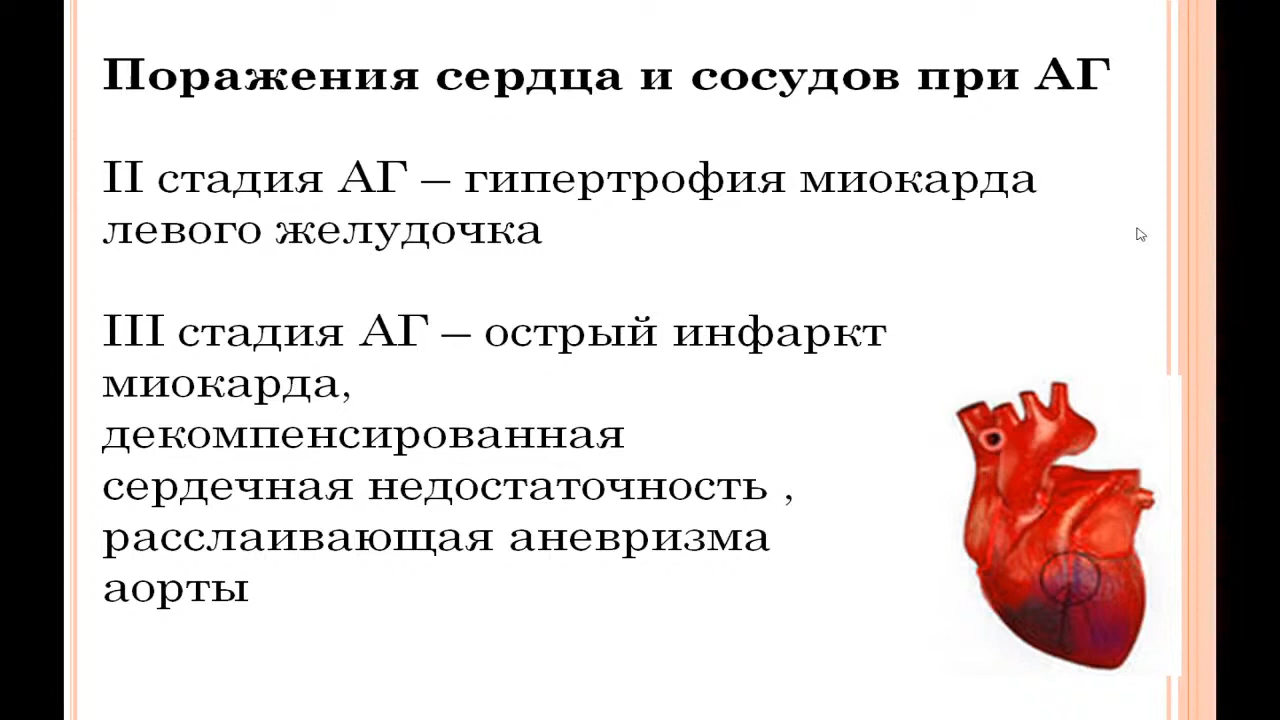 Поражения сердца и сосудов при АГ
II стадия АГ – гипертрофия миокарда
левого желудочка
III стадия АГ – острый инфаркт
миокарда,
декомпенсированная
сердечная недостаточность ,
расслаивающая аневризма
аорты